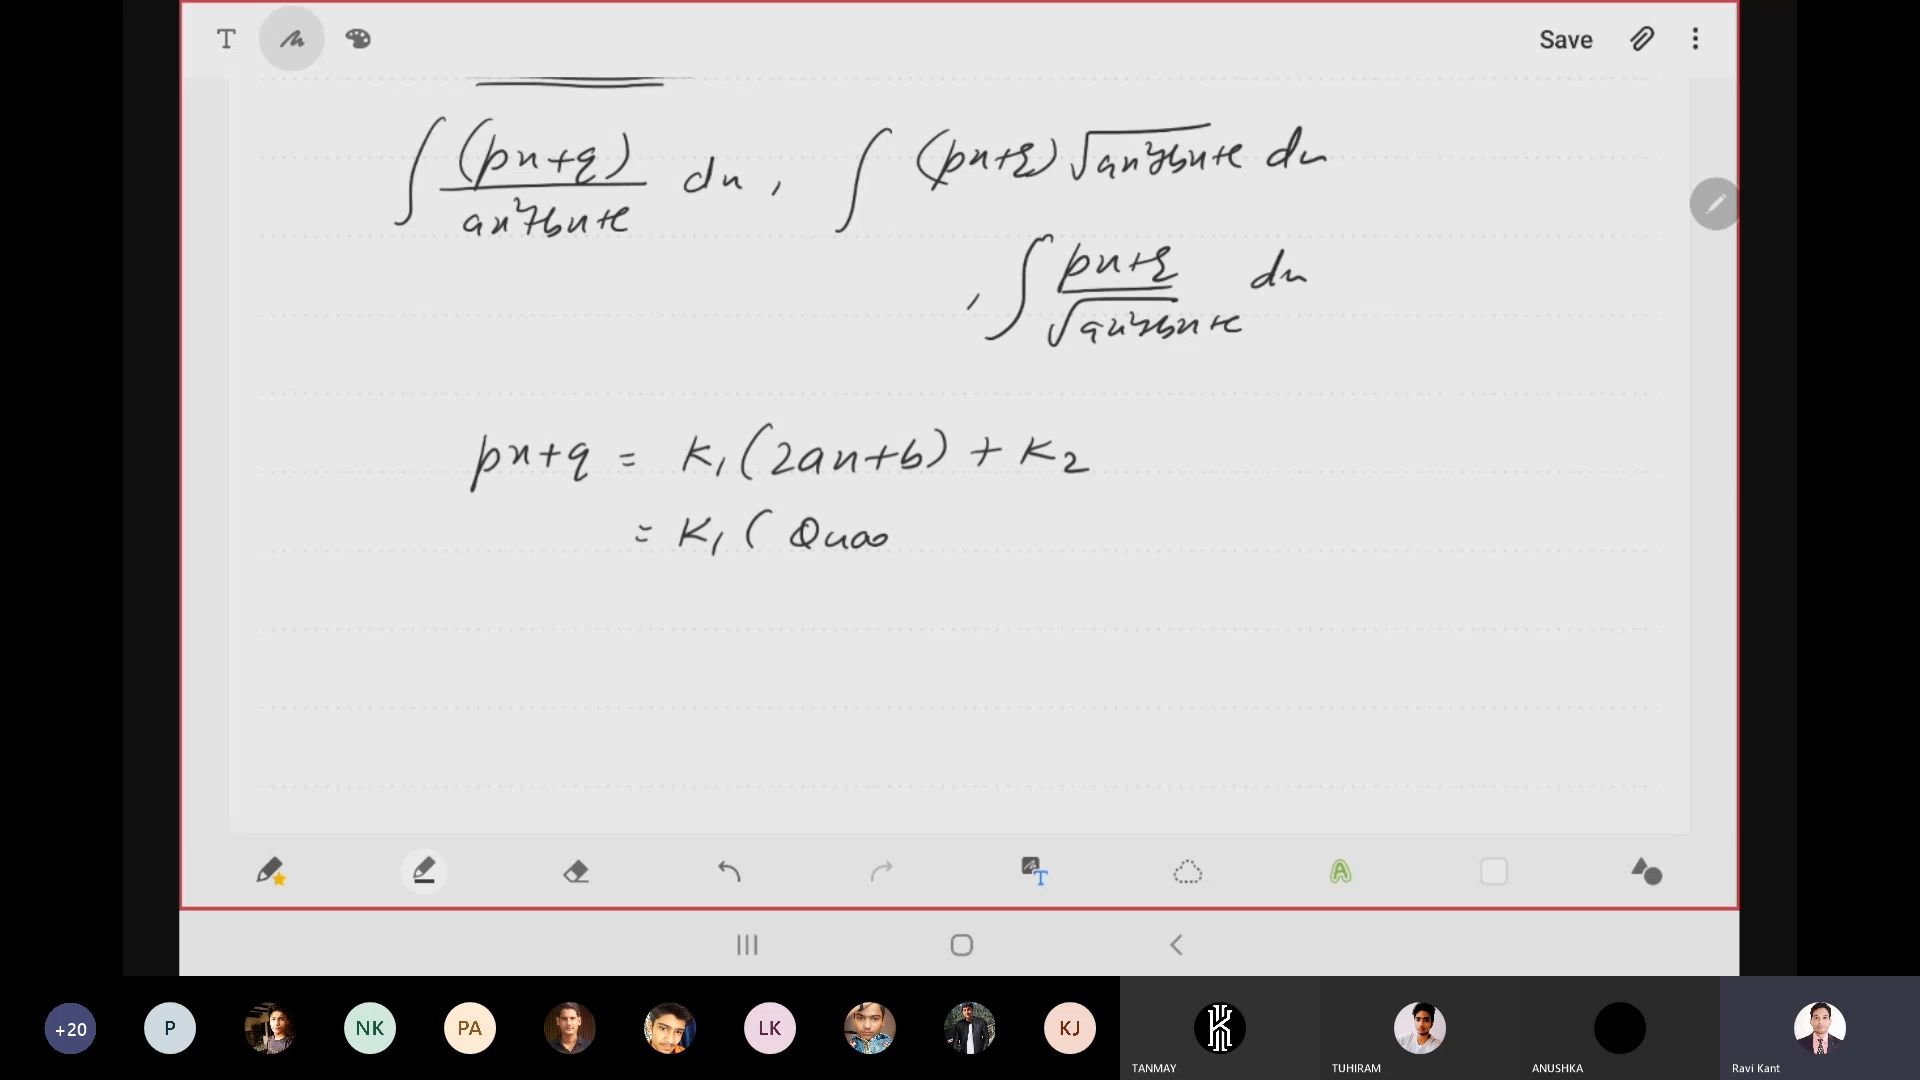 T Save
∫ (px+q)/(ax²+bx+c) dx , ∫ (px+q) √(ax²+bx+c) dx
, ∫ (px+q)/√(ax²+bx+c) dx
px+q = K₁(2ax+b) + K₂
= K₁( Quad
T A
+20 P NK PA LK KJ
TANMAY TUHIRAM ANUSHKA Ravi Kant